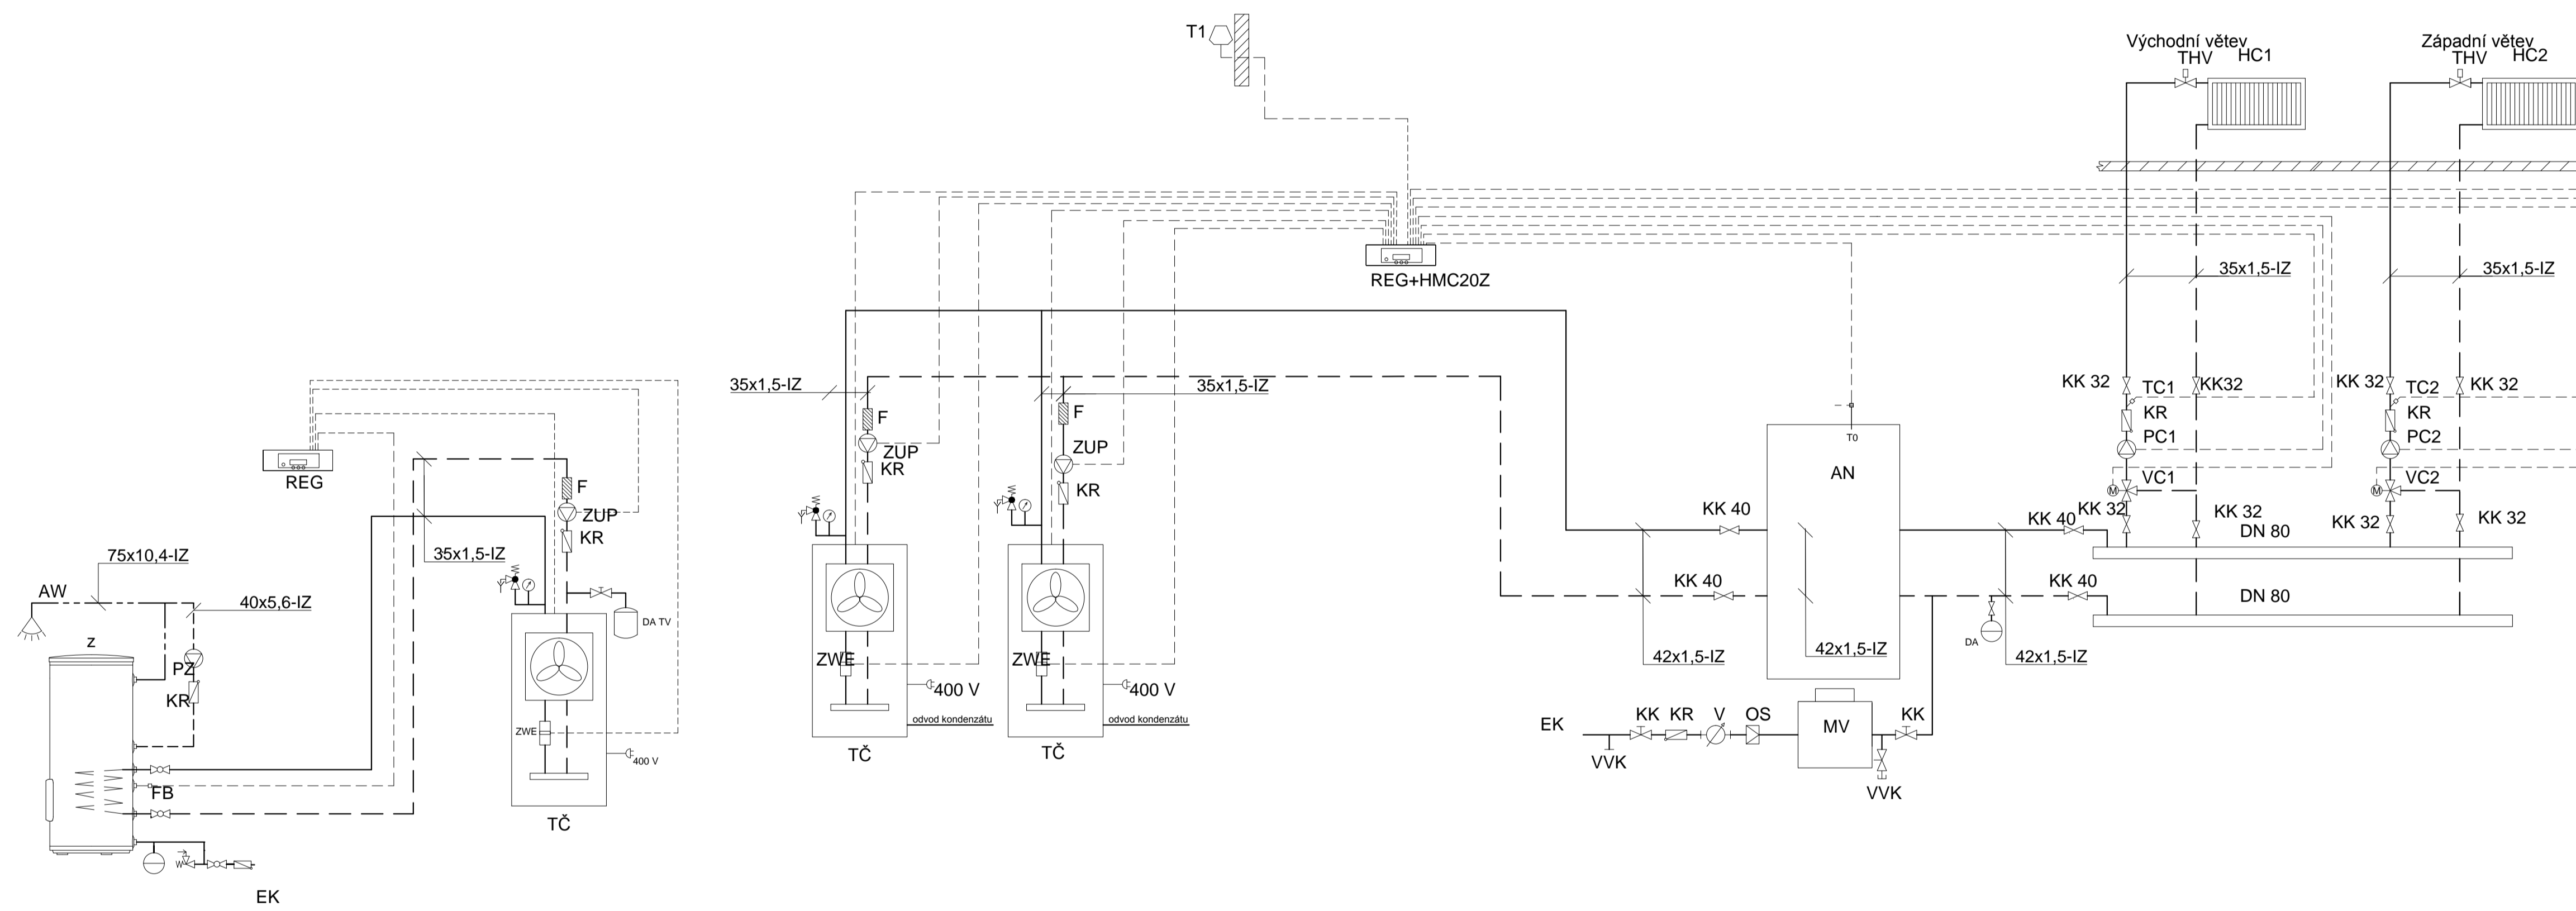 T1
Východní větev
THV
HC1
Západní větev
THV
HC2
REG+HMC20Z
35x1,5-IZ
35x1,5-IZ
35x1,5-IZ
35x1,5-IZ
KK 32
TC1
KK32
KK 32
TC2
KK 32
F
F
KR
KR
ZUP
ZUP
KR
KR
PC1
PC2
T0
AN
VC1
VC2
M
M
REG
F
ZUP
KR
35x1,5-IZ
KK 40
KK 40
KK 32
KK 32
DN 80
KK 32
KK 32
75x10,4-IZ
AW
40x5,6-IZ
KK 40
KK 40
DN 80
DA TV
DA
Z
PZ
KR
ZWE
ZWE
42x1,5-IZ
42x1,5-IZ
42x1,5-IZ
400 V
400 V
odvod kondenzátu
odvod kondenzátu
TČ
TČ
ZWE
400 V
EK
KK
KR
V
OS
MV
KK
VVK
VVK
FB
TČ
W
EK